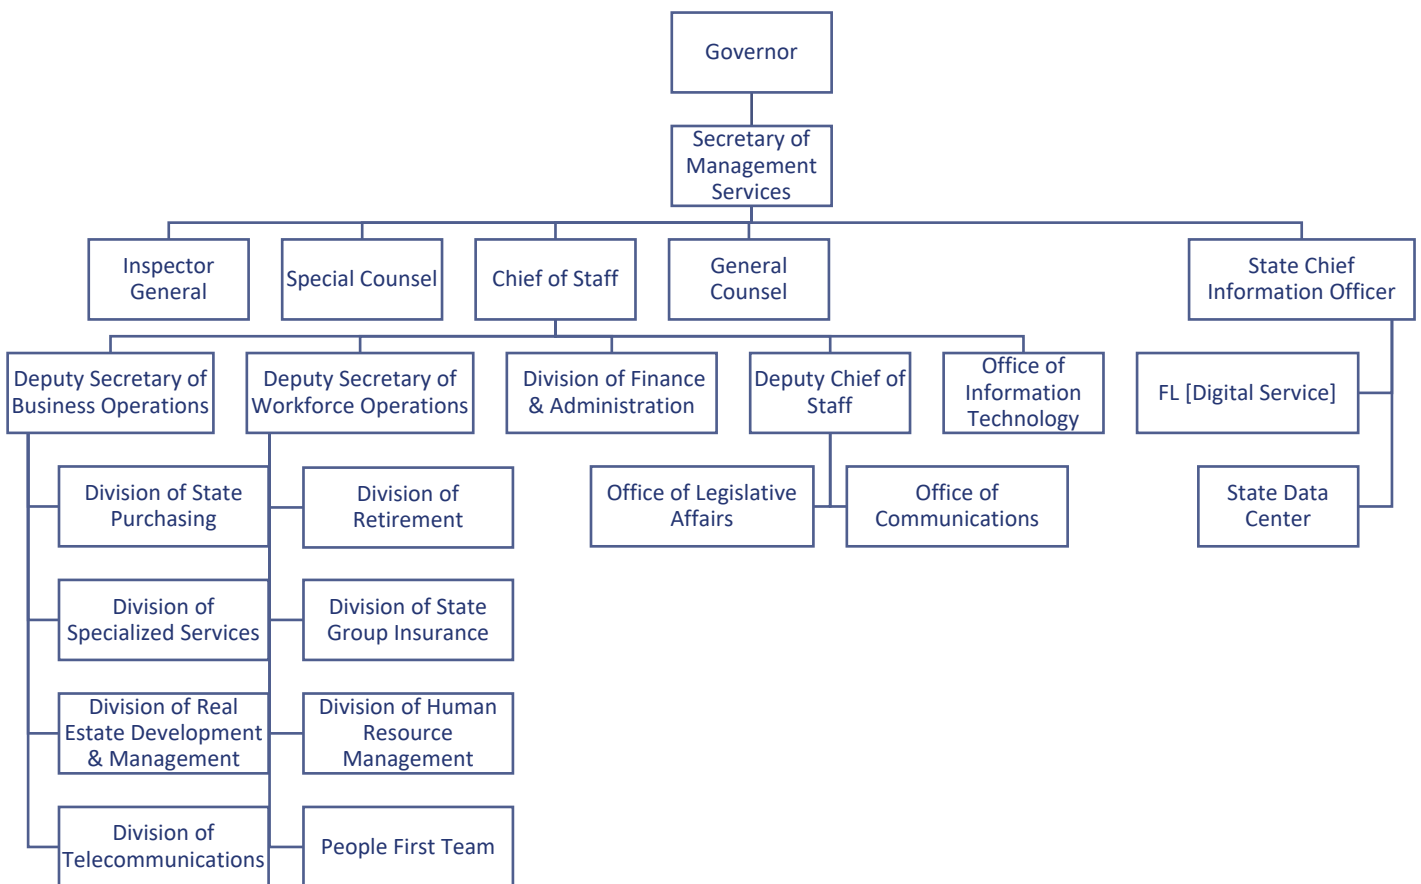 Governor
Secretary of
Management
Services
Inspector
General
Special Counsel
Chief of Staff
General
Counsel
State Chief
Information Officer
Deputy Secretary of
Business Operations
Deputy Secretary of
Workforce Operations
Division of Finance
& Administration
Deputy Chief of
Staff
Office of
Information
Technology
FL [Digital Service]
Division of State
Purchasing
Division of
Retirement
Office of Legislative
Affairs
Office of
Communications
State Data
Center
Division of
Specialized Services
Division of State
Group Insurance
Division of Real
Estate Development
& Management
Division of Human
Resource
Management
Division of
Telecommunications
People First Team